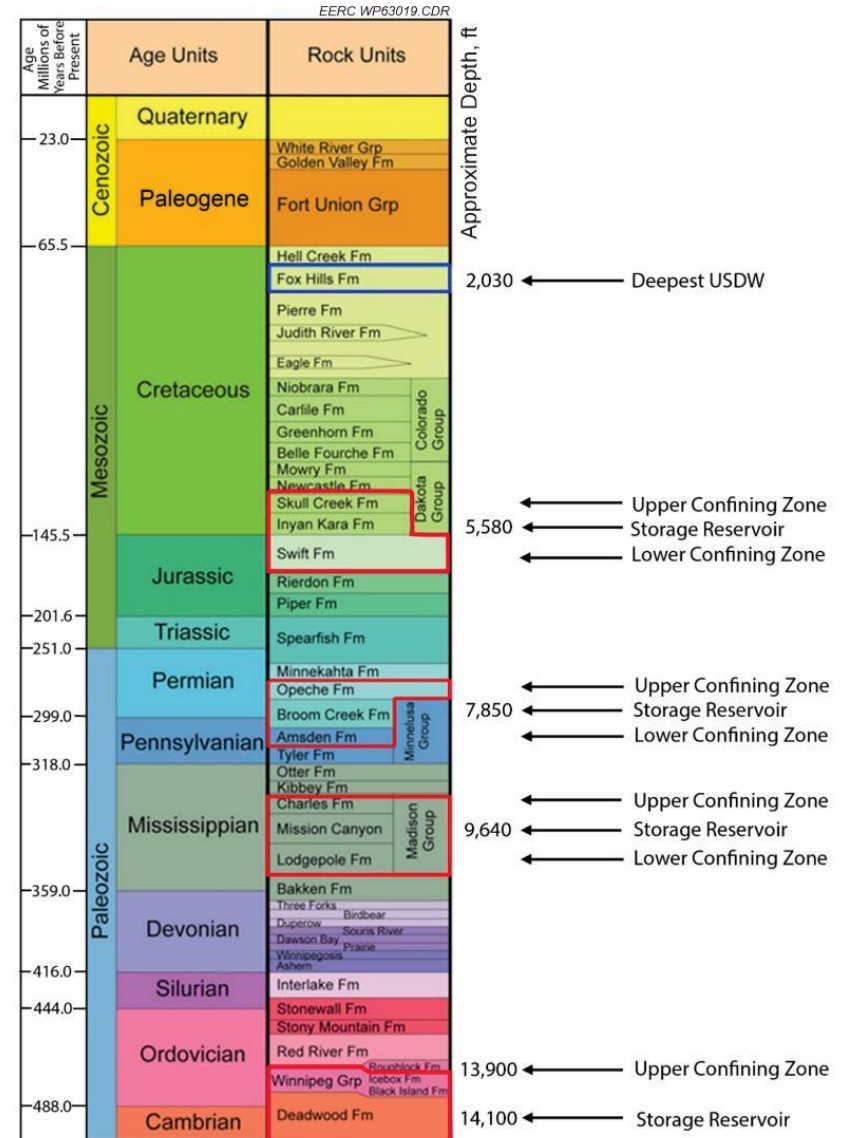 EERC WP63019.CDR
Age
Millions of
Years Before
Present
Age Units
Rock Units
Approximate Depth, ft
Cenozoic
Quaternary
23.0
White River Grp
Golden Valley Fm
Paleogene
Fort Union Grp
65.5
Mesozoic
Cretaceous
Hell Creek Fm
Fox Hills Fm
2,030
Deepest USDW
Pierre Fm
Judith River Fm
Eagle Fm
Niobrara Fm
Carlile Fm
Greenhorn Fm
Belle Fourche Fm
Colorado
Group
Mowry Fm
Newcastle Fm
Skull Creek Fm
Upper Confining Zone
Inyan Kara Fm
Dakota
Group
5,580
Storage Reservoir
145.5
Jurassic
Swift Fm
Lower Confining Zone
Rierdon Fm
Piper Fm
201.6
Triassic
Spearfish Fm
251.0
Paleozoic
Permian
Minnekahta Fm
Opeche Fm
Upper Confining Zone
Broom Creek Fm
7,850
Storage Reservoir
299.0
Pennsylvanian
Amsden Fm
Lower Confining Zone
Tyler Fm
Minnelusa
Group
318.0
Mississippian
Otter Fm
Kibbey Fm
Charles Fm
Upper Confining Zone
Mission Canyon
9,640
Storage Reservoir
Lodgepole Fm
Lower Confining Zone
Madison
Group
Bakken Fm
359.0
Devonian
Three Forks
Birdbear
Duperow
Souris River
Dawson Bay
Prairie
Winnipegosis
Ashern
416.0
Silurian
Interlake Fm
444.0
Ordovician
Stonewall Fm
Stony Mountain Fm
Red River Fm
Roughlock Fm
13,900
Upper Confining Zone
Winnipeg Grp
Icebox Fm
Black Island Fm
488.0
Cambrian
Deadwood Fm
14,100
Storage Reservoir